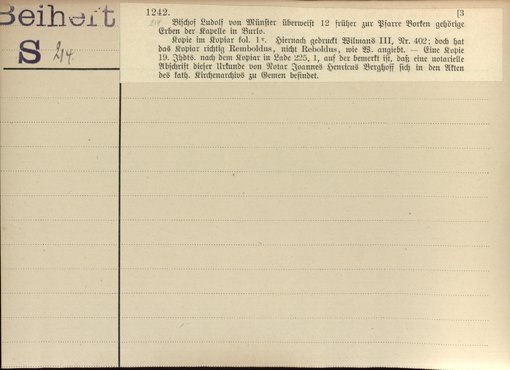 Beiheft
S 214.
1242. [3
214
Bischof Ludolf von Münster überweist 12 früher zur Pfarre Borken gehörige
Erben der Kapelle in Burlo.
Kopie im Kopiar fol. 1v. Hiernach gedruckt Wilmans III, Nr. 402; doch hat
das Kopiar richtig Remboldus, nicht Reboldus, wie W. angiebt. — Eine Kopie
19. Jhdts. nach dem Kopiar in Lade 225, 1, auf der bemerkt ist, daß eine notarielle
Abschrift dieser Urkunde von Notar Joannes Henricus Berghoff sich in den Akten
des kath. Kirchenarchivs zu Gemen befindet.